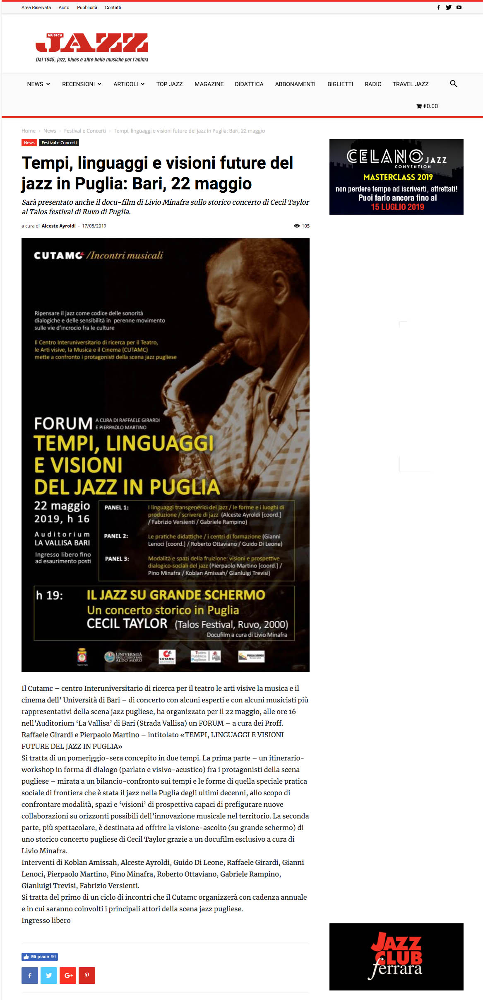 Area Riservata Aiuto Pubblicità Contatti
MUSICA
JAZZ
Dal 1945, jazz, blues e altre belle musiche per l'anima
NEWS RECENSIONI ARTICOLI TOP JAZZ MAGAZINE DIDATTICA ABBONAMENTI BIGLIETTI RADIO TRAVEL JAZZ
€0.00
Home › News › Festival e Concerti › Tempi, linguaggi e visioni future del jazz in Puglia: Bari, 22 maggio
News Festival e Concerti
Tempi, linguaggi e visioni future del
jazz in Puglia: Bari, 22 maggio
Sarà presentato anche il docu-film di Livio Minafra sullo storico concerto di Cecil Taylor
al Talos festival di Ruvo di Puglia.
a cura di Alceste Ayroldi - 17/05/2019 105
CELANO JAZZ
CONVENTION
MASTERCLASS 2019
non perdere tempo ad iscriverti, affrettati!
Puoi farlo ancora fino al
15 LUGLIO 2019
CUTAMC /Incontri musicali
Ripensare il jazz come codice delle sonorità
dialogiche e delle sensibilità in perenne movimento
sulle vie d'incrocio fra le culture
Il Centro Interuniversitario di ricerca per il Teatro,
le Arti visive, la Musica e il Cinema (CUTAMC)
mette a confronto i protagonisti della scena jazz pugliese
FORUM A CURA DI RAFFAELE GIRARDI
E PIERPAOLO MARTINO
TEMPI, LINGUAGGI
E VISIONI
DEL JAZZ IN PUGLIA
22 maggio
2019, h 16
Auditorium
LA VALLISA BARI
Ingresso libero fino
ad esaurimento posti
PANEL 1: I linguaggi transgenerici del jazz / le forme e i luoghi di
produzione / scrivere di jazz (Alceste Ayroldi [coord.]
/ Fabrizio Versienti / Gabriele Rampino)
PANEL 2: Le pratiche didattiche / i centri di formazione (Gianni
Lenoci [coord.] / Roberto Ottaviano / Guido Di Leone)
PANEL 3: Modalità e spazi della fruizione: visioni e prospettive
dialogico-sociali del jazz (Pierpaolo Martino [coord.] /
Pino Minafra / Koblan Amissah/ Gianluigi Trevisi)
h 19: IL JAZZ SU GRANDE SCHERMO
Un concerto storico in Puglia
CECIL TAYLOR (Talos Festival, Ruvo, 2000)
Docufilm a cura di Livio Minafra
Regione Puglia
UNIVERSITÀ
DEGLI STUDI DI BARI
ALDO MORO
CUTAMC
Teatro
Pubblico
Pugliese
PUGLIA SOUNDS
Il Cutamc – centro Interuniversitario di ricerca per il teatro le arti visive la musica e il
cinema dell' Università di Bari – di concerto con alcuni esperti e con alcuni musicisti più
rappresentativi della scena jazz pugliese, ha organizzato per il 22 maggio, alle ore 16
nell'Auditorium 'La Vallisa' di Bari (Strada Vallisa) un FORUM – a cura dei Proff.
Raffaele Girardi e Pierpaolo Martino – intitolato «TEMPI, LINGUAGGI E VISIONI
FUTURE DEL JAZZ IN PUGLIA»
Si tratta di un pomeriggio-sera concepito in due tempi. La prima parte – un itinerario-
workshop in forma di dialogo (parlato e visivo-acustico) fra i protagonisti della scena
pugliese – mirata a un bilancio-confronto sui tempi e le forme di quella speciale pratica
sociale di frontiera che è stata il jazz nella Puglia degli ultimi decenni, allo scopo di
confrontare modalità, spazi e 'visioni' di prospettiva capaci di prefigurare nuove
collaborazioni su orizzonti possibili dell'innovazione musicale nel territorio. La seconda
parte, più spettacolare, è destinata ad offrire la visione-ascolto (su grande schermo) di
uno storico concerto pugliese di Cecil Taylor grazie a un docufilm esclusivo a cura di
Livio Minafra.
Interventi di Koblan Amissah, Alceste Ayroldi, Guido Di Leone, Raffaele Girardi, Gianni
Lenoci, Pierpaolo Martino, Pino Minafra, Roberto Ottaviano, Gabriele Rampino,
Gianluigi Trevisi, Fabrizio Versienti.
Si tratta del primo di un ciclo di incontri che il Cutamc organizzerà con cadenza annuale
e in cui saranno coinvolti i principali attori della scena jazz pugliese.
Ingresso libero
Mi piace 60
JAZZ
CLUB
ferrara